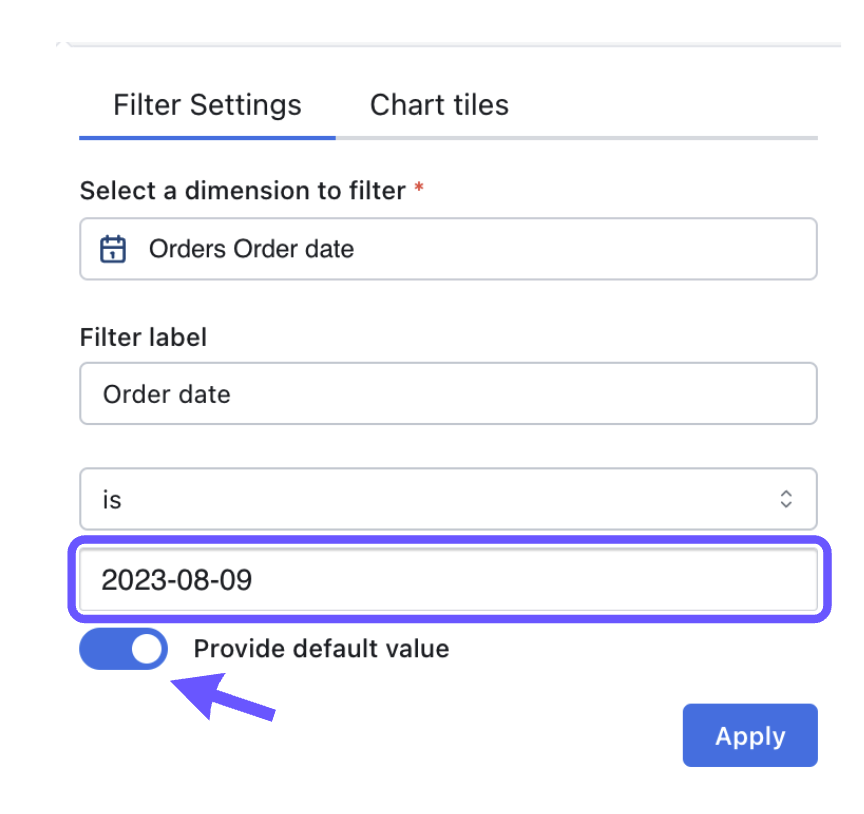 Filter Settings Chart tiles
Select a dimension to filter *
1 Orders Order date
Filter label
Order date
is
2023-08-09
Provide default value
Apply